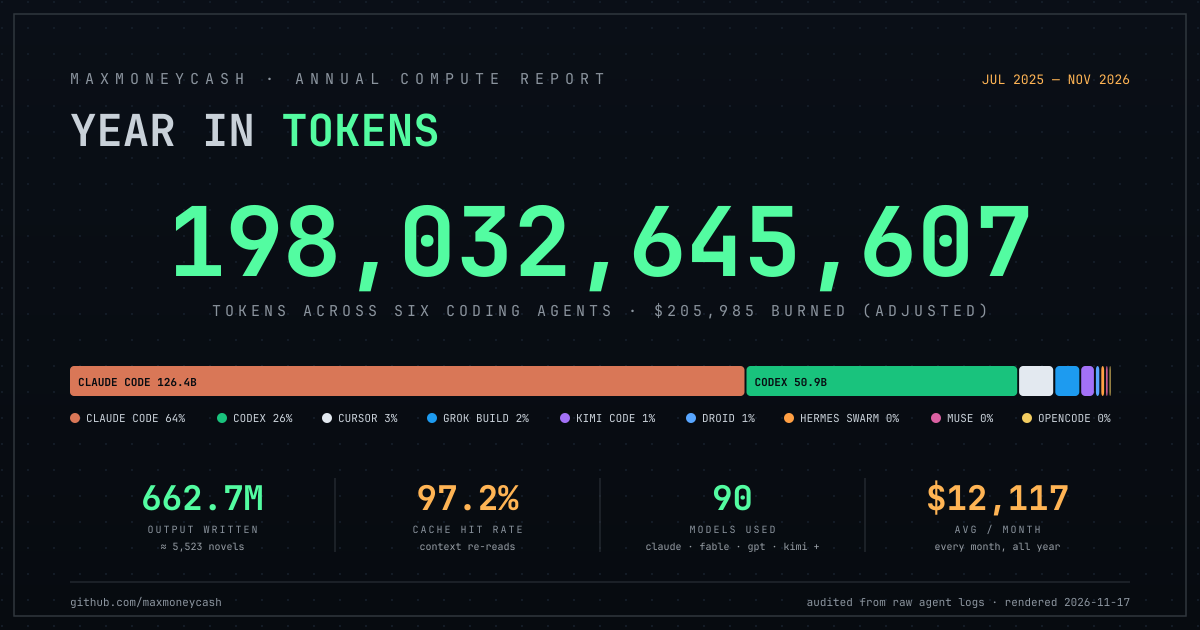 MAXMONEYCASH · ANNUAL COMPUTE REPORT
JUL 2025 — NOV 2026
YEAR IN TOKENS
198,032,645,607
TOKENS ACROSS SIX CODING AGENTS · $205,985 BURNED (ADJUSTED)
CLAUDE CODE 126.4B
CODEX 50.9B
CLAUDE CODE 64%
CODEX 26%
CURSOR 3%
GROK BUILD 2%
KIMI CODE 1%
DROID 1%
HERMES SWARM 0%
MUSE 0%
OPENCODE 0%
662.7M
OUTPUT WRITTEN
≈ 5,523 novels
97.2%
CACHE HIT RATE
context re-reads
90
MODELS USED
claude · fable · gpt · kimi +
$12,117
AVG / MONTH
every month, all year
github.com/maxmoneycash
audited from raw agent logs · rendered 2026-11-17